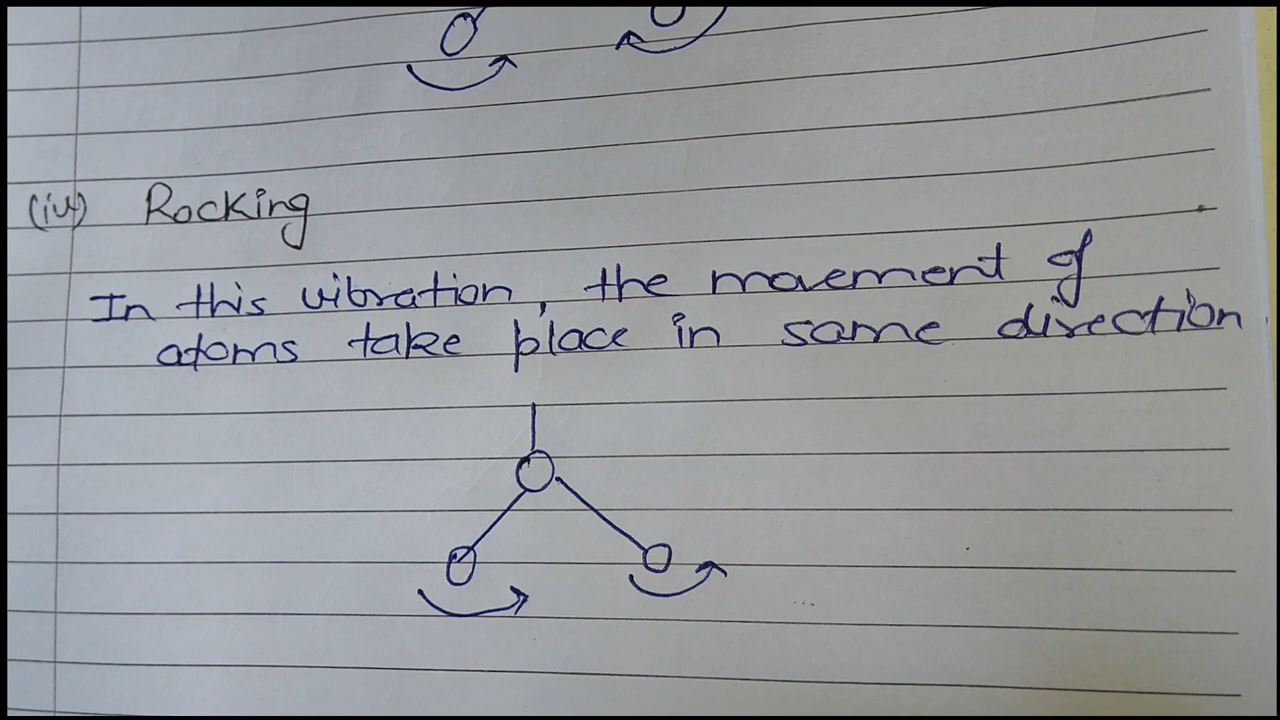 (iv) Rocking
In this vibration, the movement of
atoms take place in same direction.